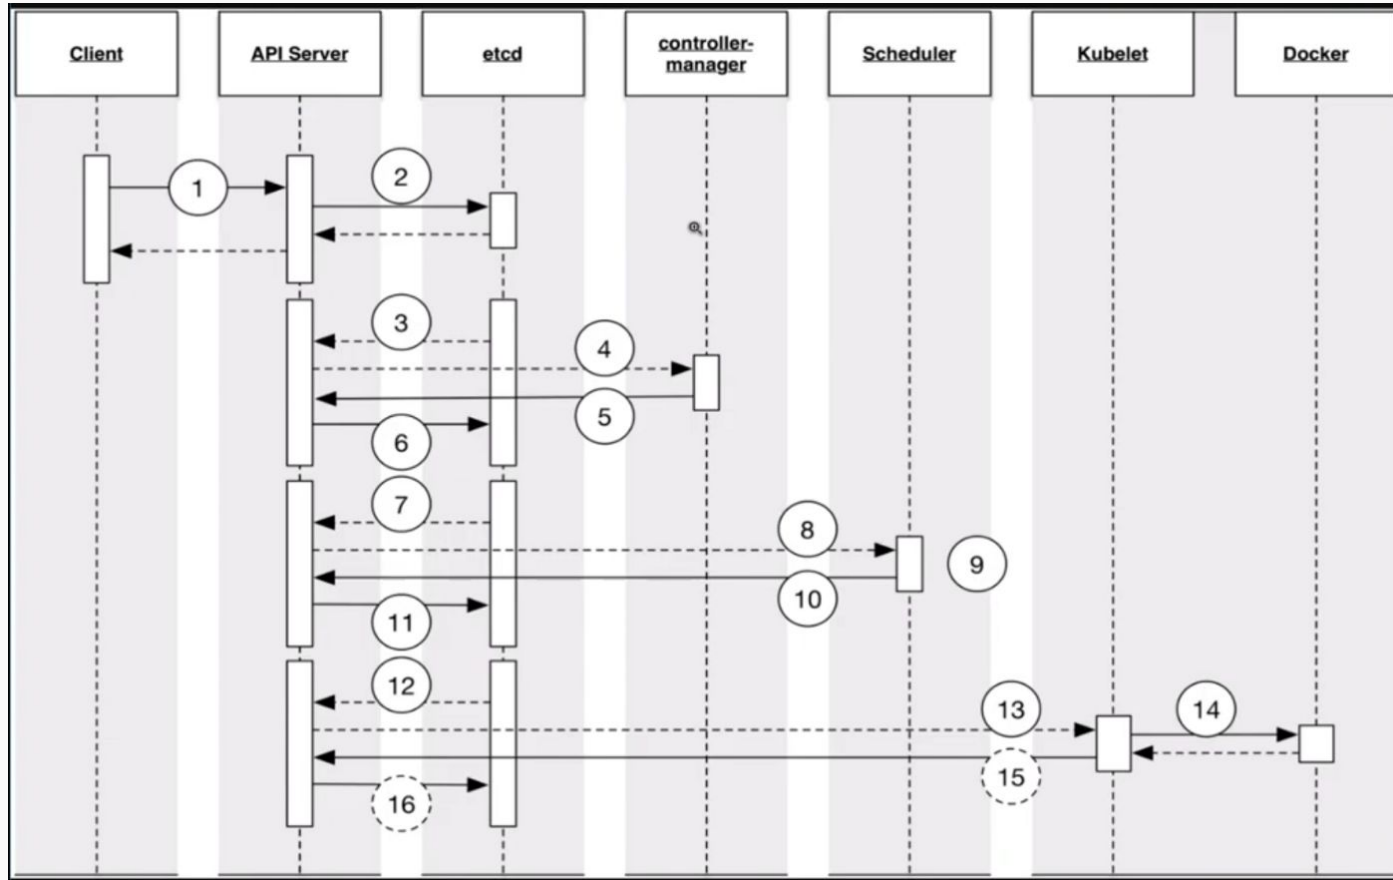 Client
API Server
etcd
controller-
manager
Scheduler
Kubelet
Docker
1
2
3
4
5
6
7
8
9
10
11
12
13
14
15
16